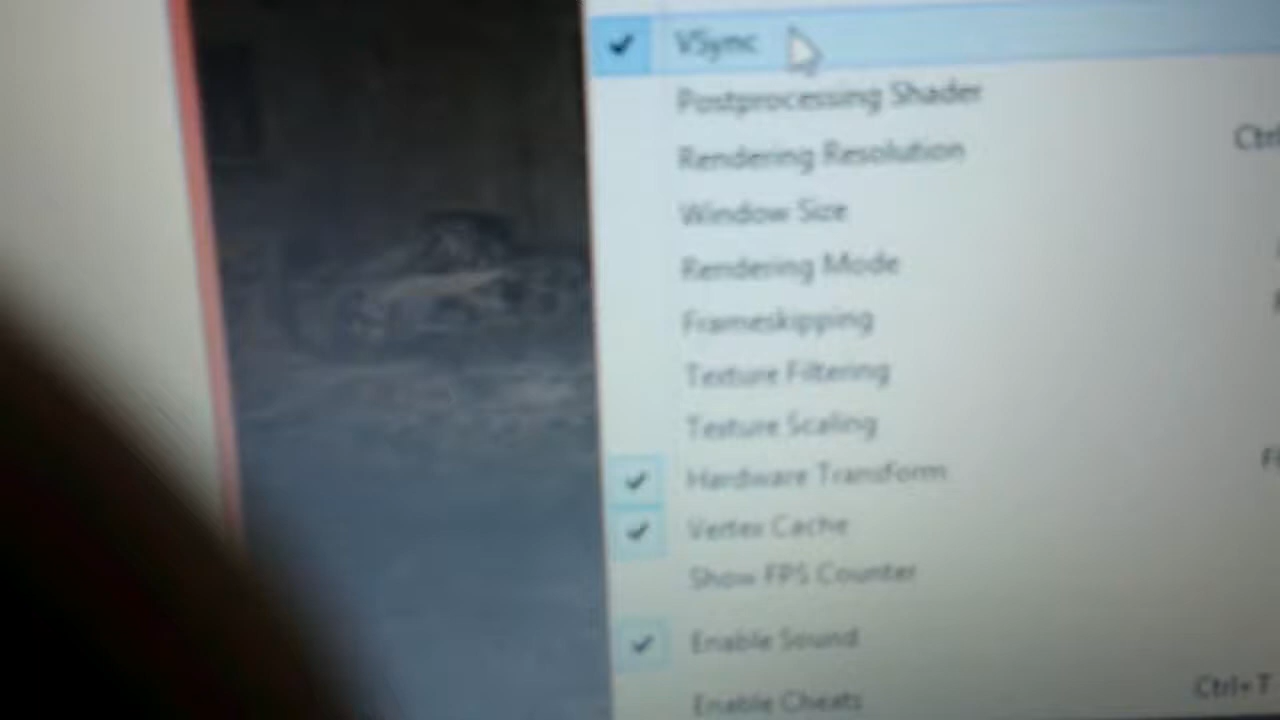 VSync
Postprocessing Shader
Rendering Resolution
Window Size
Rendering Mode
Frameskipping
Texture Filtering
Texture Scaling
Hardware Transform
Vertex Cache
Show FPS Counter
Enable Sound
Enable Cheats
Ctrl+T